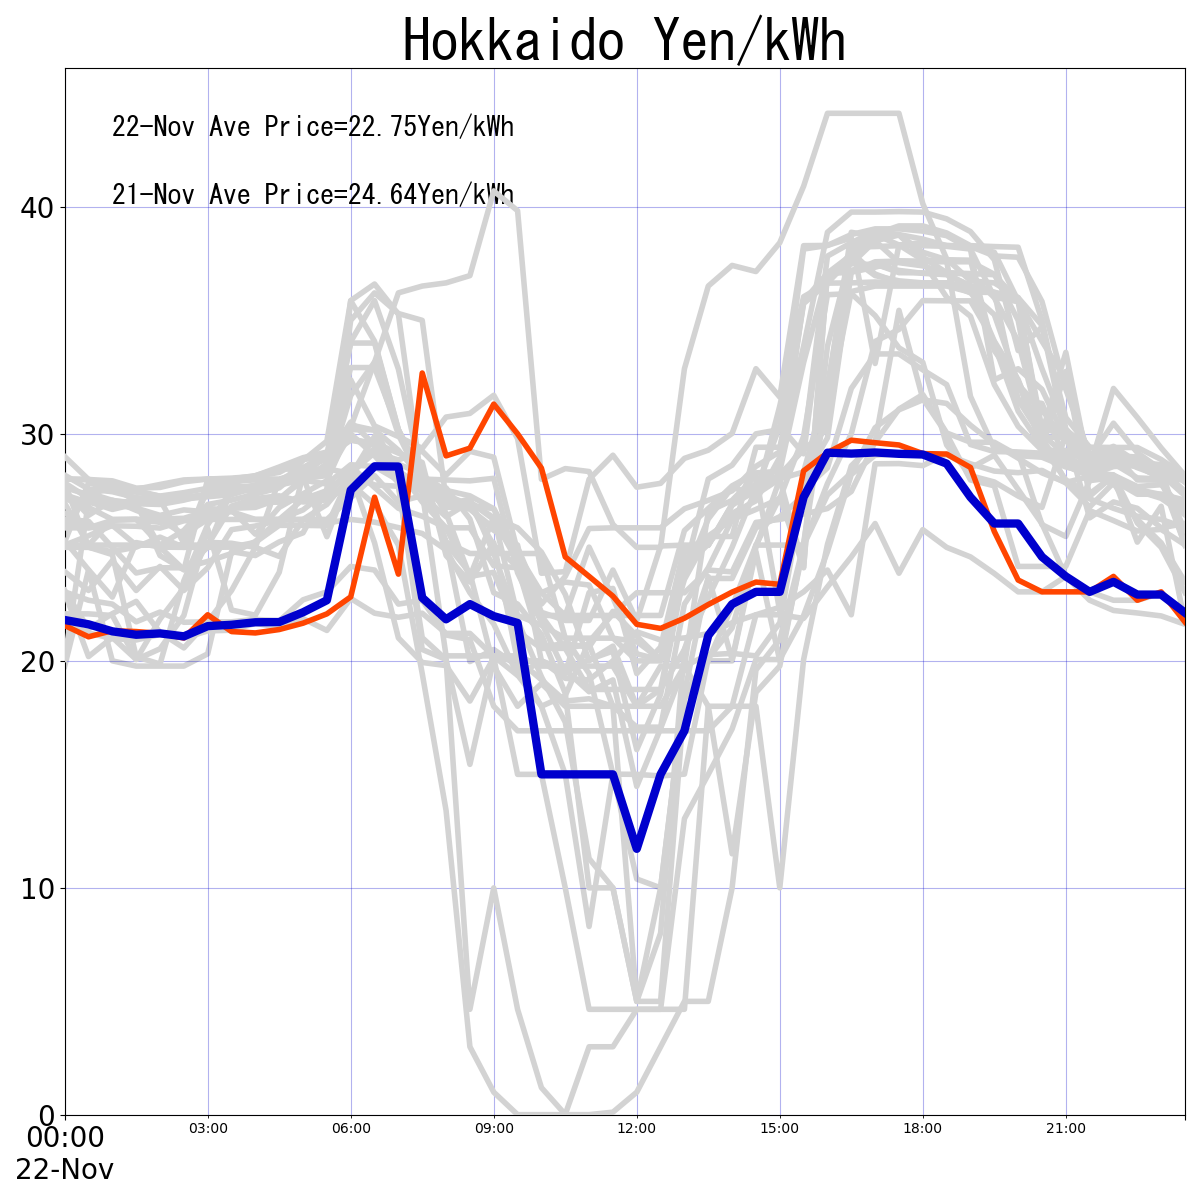 Hokkaido Yen/kWh
22-Nov Ave Price=22.75Yen/kWh
21-Nov Ave Price=24.64Yen/kWh
40
30
20
10
0
00:00 03:00 06:00 09:00 12:00 15:00 18:00 21:00
22-Nov